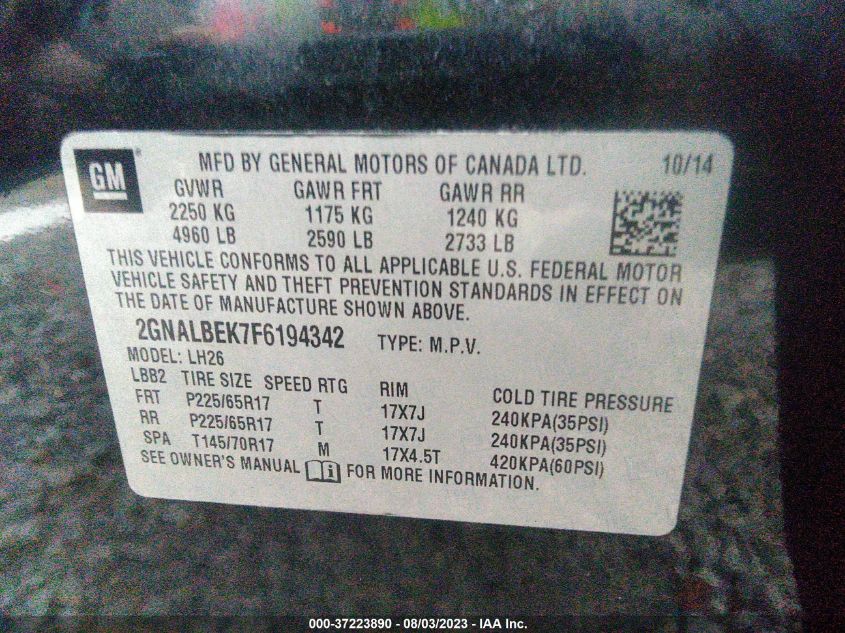 GM MFD BY GENERAL MOTORS OF CANADA LTD. 10/14
GVWR GAWR FRT GAWR RR
2250 KG 1175 KG 1240 KG
4960 LB 2590 LB 2733 LB
THIS VEHICLE CONFORMS TO ALL APPLICABLE U.S. FEDERAL MOTOR
VEHICLE SAFETY AND THEFT PREVENTION STANDARDS IN EFFECT ON
THE DATE OF MANUFACTURE SHOWN ABOVE.
2GNALBEK7F6194342 TYPE: M.P.V.
MODEL: LH26
LBB2 TIRE SIZE SPEED RTG RIM COLD TIRE PRESSURE
FRT P225/65R17 T 17X7J 240KPA(35PSI)
RR P225/65R17 T 17X7J 240KPA(35PSI)
SPA T145/70R17 M 17X4.5T 420KPA(60PSI)
SEE OWNER'S MANUAL FOR MORE INFORMATION.
000-37223890 - 08/03/2023 - IAA Inc.